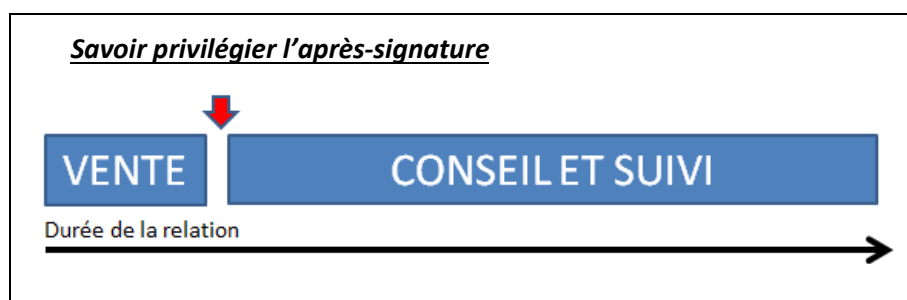 Savoir privilégier l’après-signature
VENTE
CONSEIL ET SUIVI
Durée de la relation